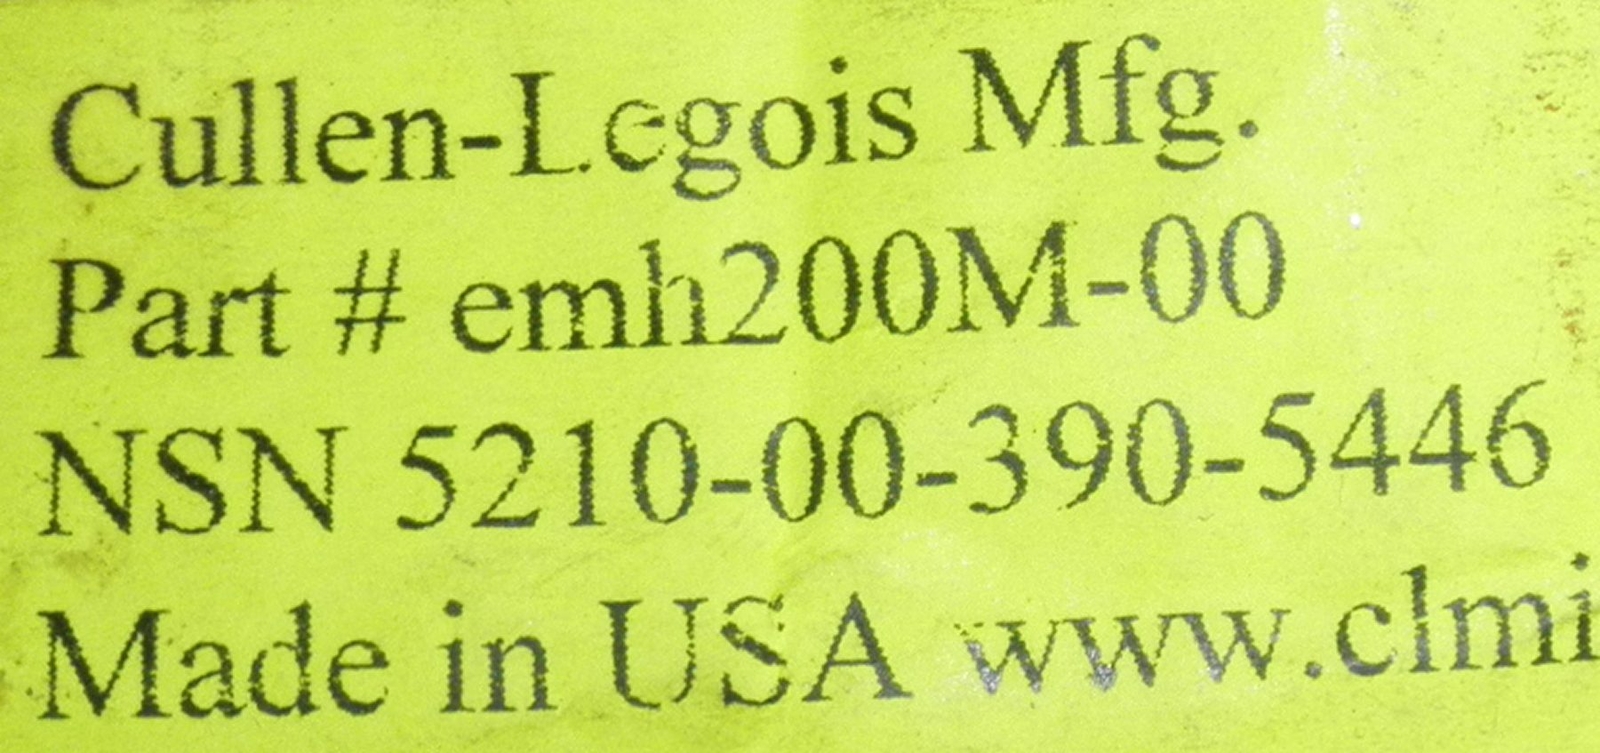 Cullen-Legois Mfg.
Part # emh200M-00
NSN 5210-00-390-5446
Made in USA www.clmi